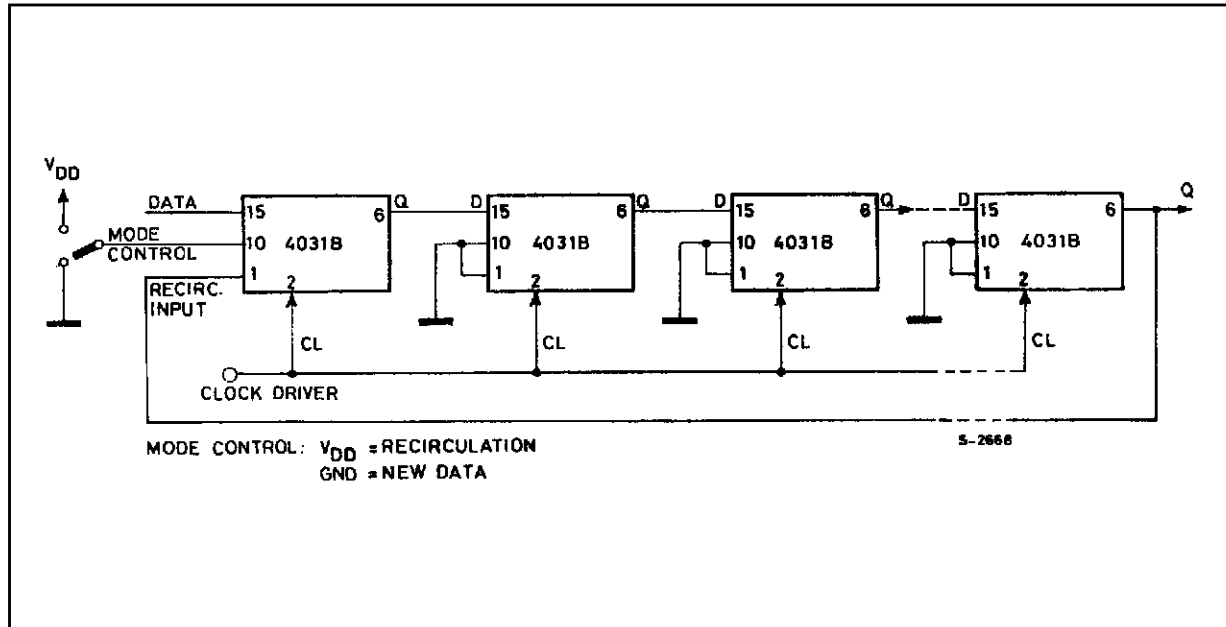 VDD
DATA
MODE
CONTROL
RECIRC.
INPUT
15
10
1
2
6
4031B
Q
D
15
10
1
2
6
4031B
Q
D
15
10
1
2
6
4031B
Q
D
15
10
1
2
6
4031B
Q
CL
CL
CL
CL
CLOCK DRIVER
MODE CONTROL: VDD = RECIRCULATION
GND = NEW DATA
S-2668